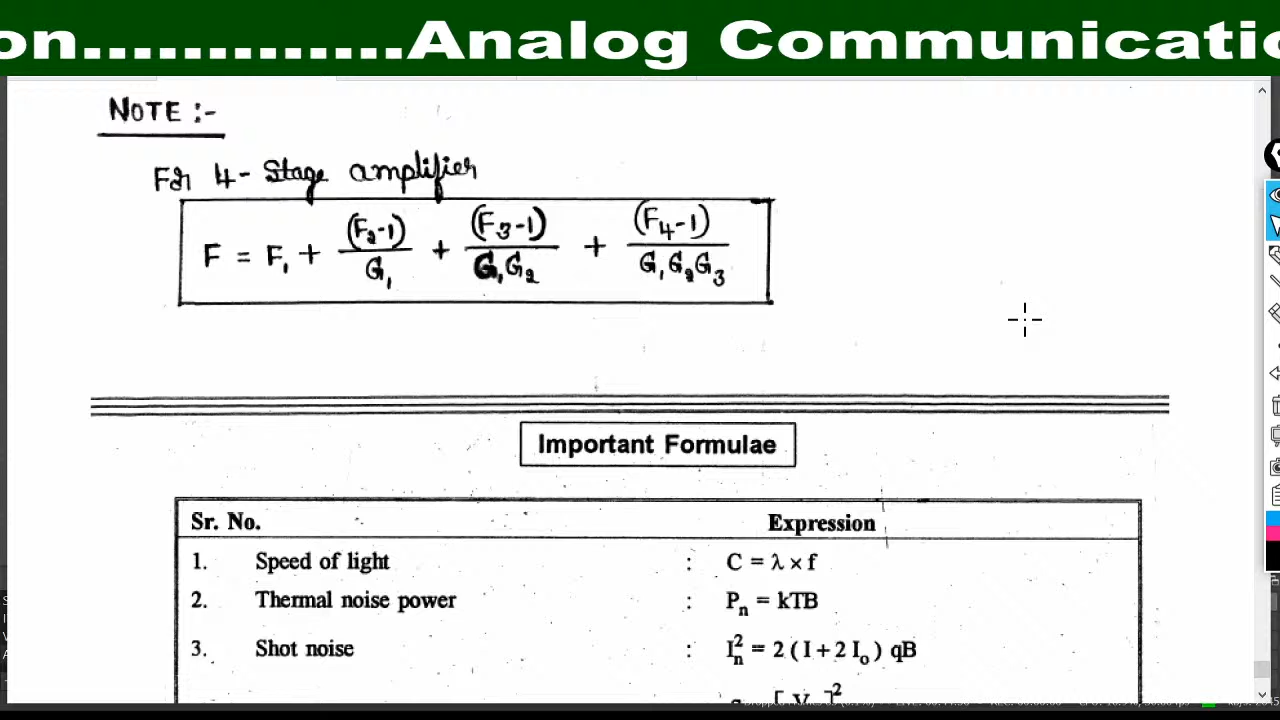 on.............Analog Communicatio
NOTE :-
For 4- Stage amplifier
F = F₁ + (F₂-1)/G₁ + (F₃-1)/G₁G₂ + (F₄-1)/G₁G₂G₃
Important Formulae
Sr. No. Expression
1. Speed of light : C = λ × f
2. Thermal noise power : Pₙ = kTB
3. Shot noise : Iₙ² = 2 ( I + 2 I₀ ) qB